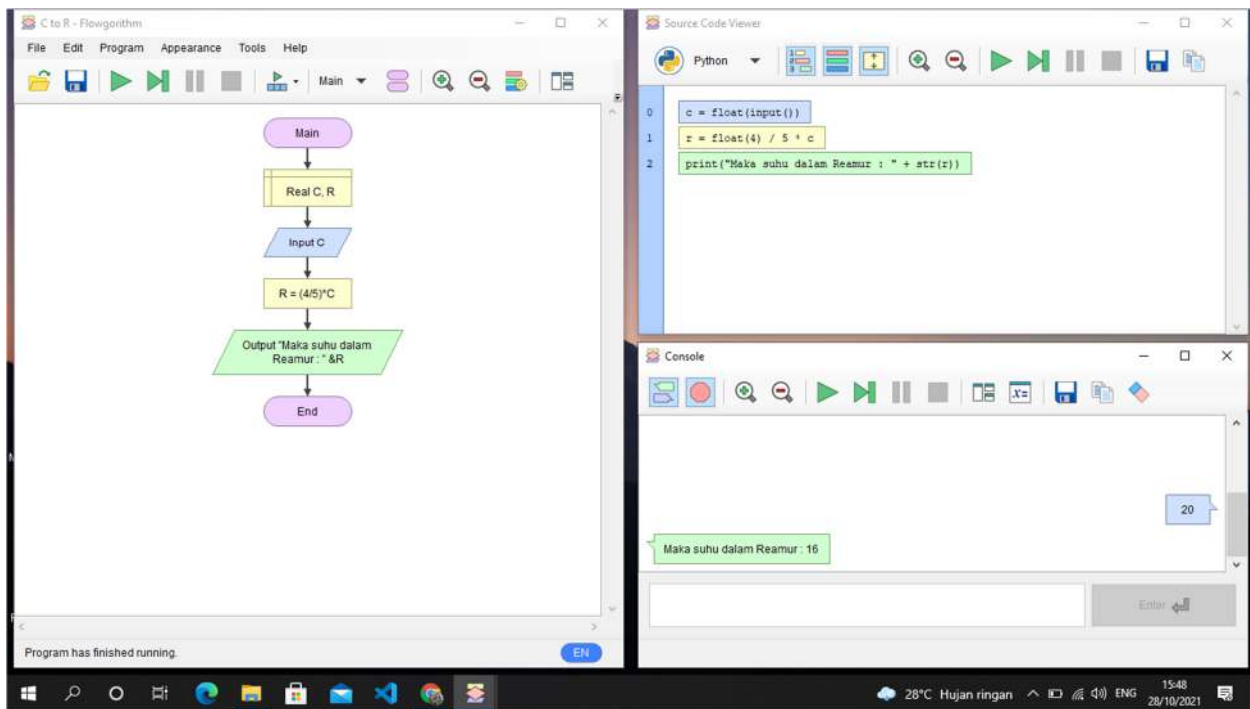 C to R - Flowgorithm
File Edit Program Appearance Tools Help
Main
Main
Real C, R
Input C
R = (4/5)*C
Output "Maka suhu dalam
Reamur : " &R
End
Program has finished running.
EN
Source Code Viewer
Python
0 c = float(input())
1 r = float(4) / 5 * c
2 print("Maka suhu dalam Reamur : " + str(r))
Console
20
Maka suhu dalam Reamur : 16
Enter
28°C Hujan ringan ENG 15:48
28/10/2021